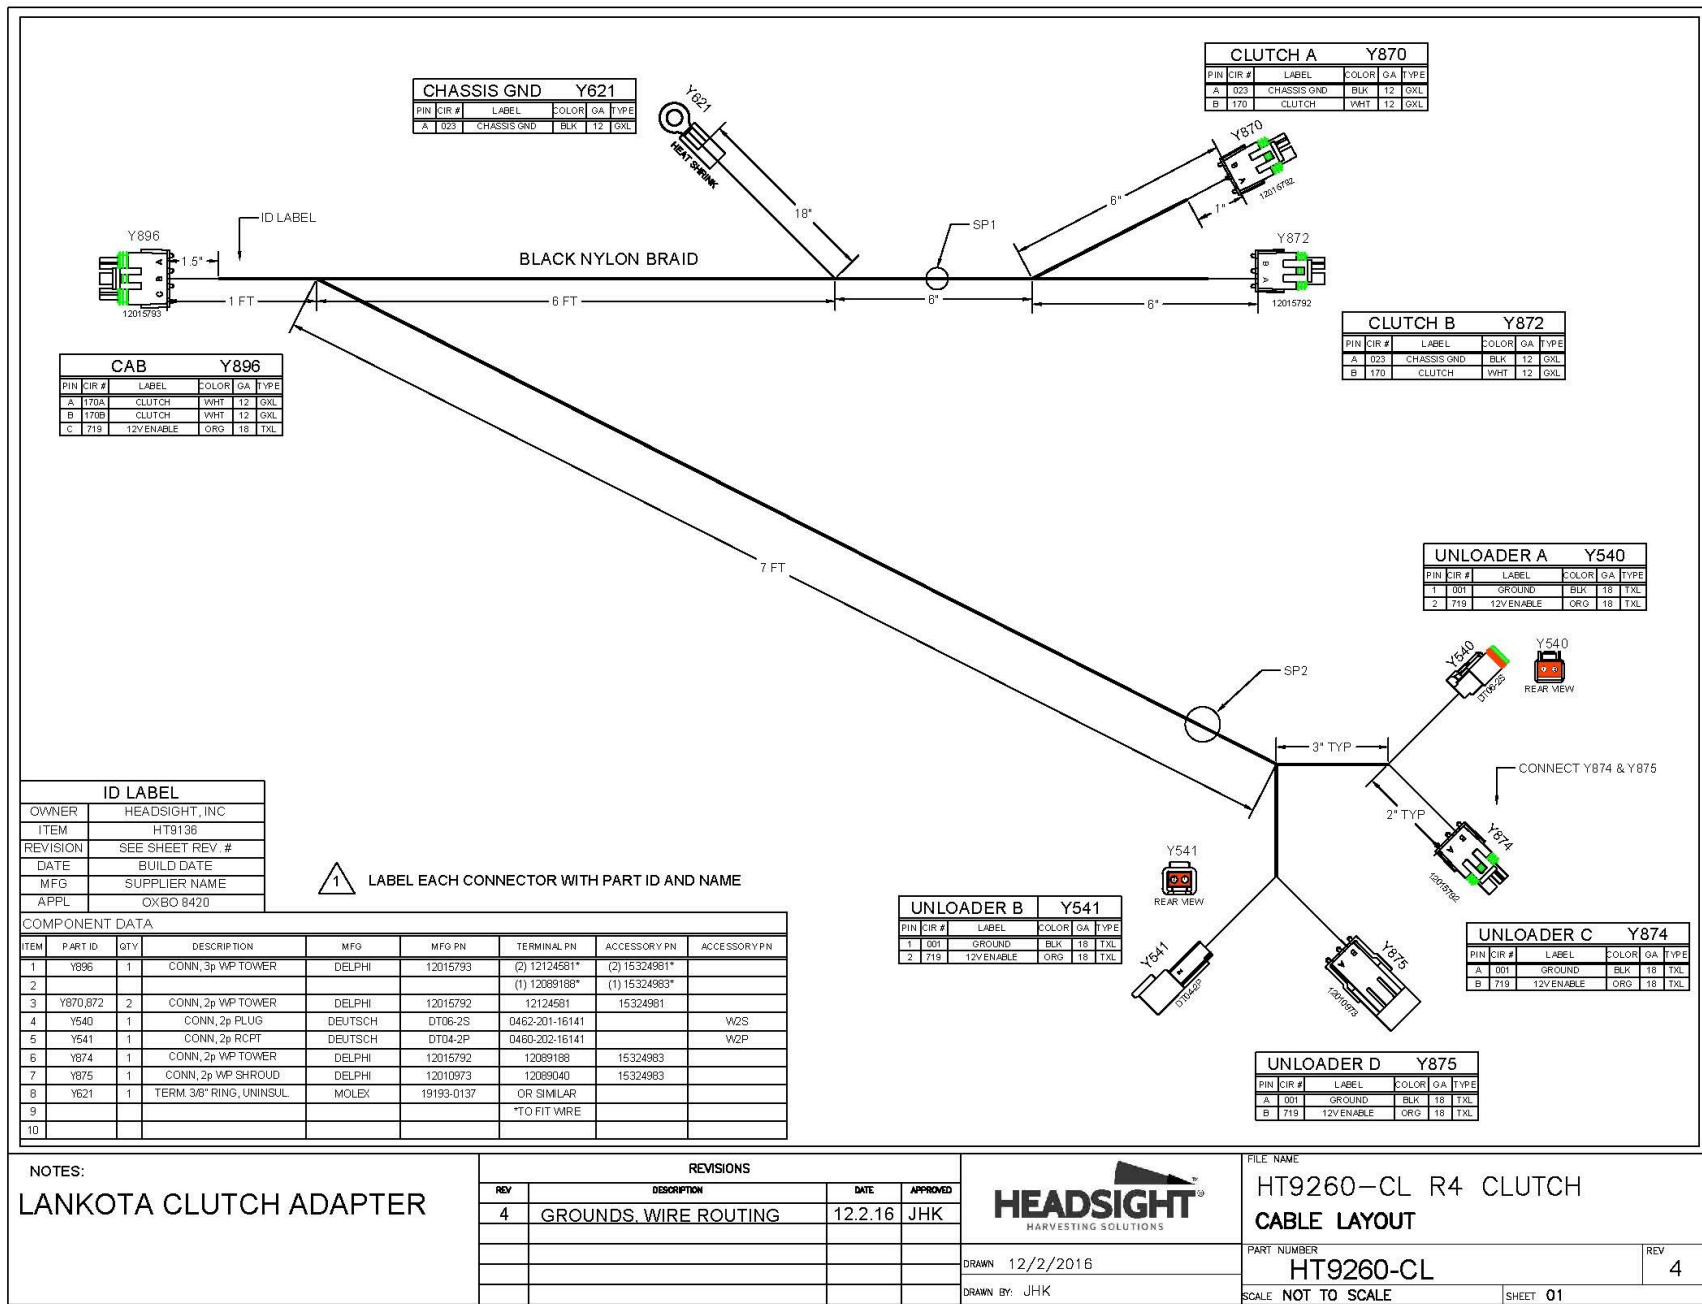 CHASSIS GND Y621
PIN CIR # LABEL COLOR GA TYPE
A 023 CHASSIS GND BLK 12 GXL
Y621
HEAT SHRINK
18"
CLUTCH A Y870
PIN CIR # LABEL COLOR GA TYPE
A 023 CHASSIS GND BLK 12 GXL
B 170 CLUTCH WHT 12 GXL
Y870
B
A
12015792
6"
1"
SP1
ID LABEL
Y896
A
B
C
12015793
1.5"
1 FT
BLACK NYLON BRAID
6 FT
6"
6"
Y872
B
A
12015792
CLUTCH B Y872
PIN CIR # LABEL COLOR GA TYPE
A 023 CHASSIS GND BLK 12 GXL
B 170 CLUTCH WHT 12 GXL
CAB Y896
PIN CIR # LABEL COLOR GA TYPE
A 170A CLUTCH WHT 12 GXL
B 170B CLUTCH WHT 12 GXL
C 719 12V ENABLE ORG 18 TXL
7 FT
UNLOADER A Y540
PIN CIR # LABEL COLOR GA TYPE
1 001 GROUND BLK 18 TXL
2 719 12V ENABLE ORG 18 TXL
Y540
DT06-2S
Y540
REAR VIEW
SP2
3" TYP
2" TYP
CONNECT Y874 & Y875
Y874
B
A
12015792
Y541
REAR VIEW
UNLOADER B Y541
PIN CIR # LABEL COLOR GA TYPE
1 001 GROUND BLK 18 TXL
2 719 12V ENABLE ORG 18 TXL
Y541
DT04-2P
Y875
A
B
12010973
UNLOADER C Y874
PIN CIR # LABEL COLOR GA TYPE
A 001 GROUND BLK 18 TXL
B 719 12V ENABLE ORG 18 TXL
UNLOADER D Y875
PIN CIR # LABEL COLOR GA TYPE
A 001 GROUND BLK 18 TXL
B 719 12V ENABLE ORG 18 TXL
ID LABEL
OWNER HEADSIGHT, INC
ITEM HT9136
REVISION SEE SHEET REV. #
DATE BUILD DATE
MFG SUPPLIER NAME
APPL OXBO 8420
1 LABEL EACH CONNECTOR WITH PART ID AND NAME
COMPONENT DATA
ITEM PART ID QTY DESCRIPTION MFG MFG PN TERMINAL PN ACCESSORY PN ACCESSORY PN
1 Y896 1 CONN, 3p WP TOWER DELPHI 12015793 (2) 12124581* (2) 15324981*
2 (1) 12089188* (1) 15324983*
3 Y870,872 2 CONN, 2p WP TOWER DELPHI 12015792 12124581 15324981
4 Y540 1 CONN, 2p PLUG DEUTSCH DT06-2S 0462-201-16141 W2S
5 Y541 1 CONN, 2p RCPT DEUTSCH DT04-2P 0460-202-16141 W2P
6 Y874 1 CONN, 2p WP TOWER DELPHI 12015792 12089188 15324983
7 Y875 1 CONN, 2p WP SHROUD DELPHI 12010973 12089040 15324983
8 Y621 1 TERM. 3/8" RING, UNINSUL. MOLEX 19193-0137 OR SIMILAR
9 *TO FIT WIRE
10
NOTES:
LANKOTA CLUTCH ADAPTER
REVISIONS
REV DESCRIPTION DATE APPROVED
4 GROUNDS, WIRE ROUTING 12.2.16 JHK
HEADSIGHT®
HARVESTING SOLUTIONS
DRAWN 12/2/2016
DRAWN BY: JHK
FILE NAME
HT9260-CL R4 CLUTCH
CABLE LAYOUT
PART NUMBER
HT9260-CL
REV
4
SCALE NOT TO SCALE
SHEET 01